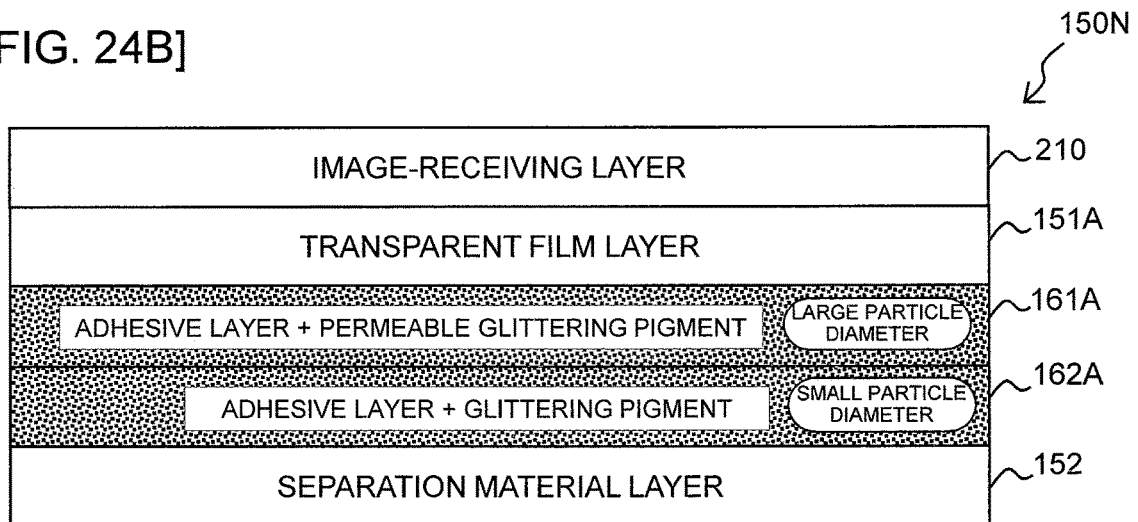 FIG. 24B]
150N
IMAGE-RECEIVING LAYER
210
TRANSPARENT FILM LAYER
151A
ADHESIVE LAYER + PERMEABLE GLITTERING PIGMENT
LARGE PARTICLE
DIAMETER
161A
ADHESIVE LAYER + GLITTERING PIGMENT
SMALL PARTICLE
DIAMETER
162A
SEPARATION MATERIAL LAYER
152